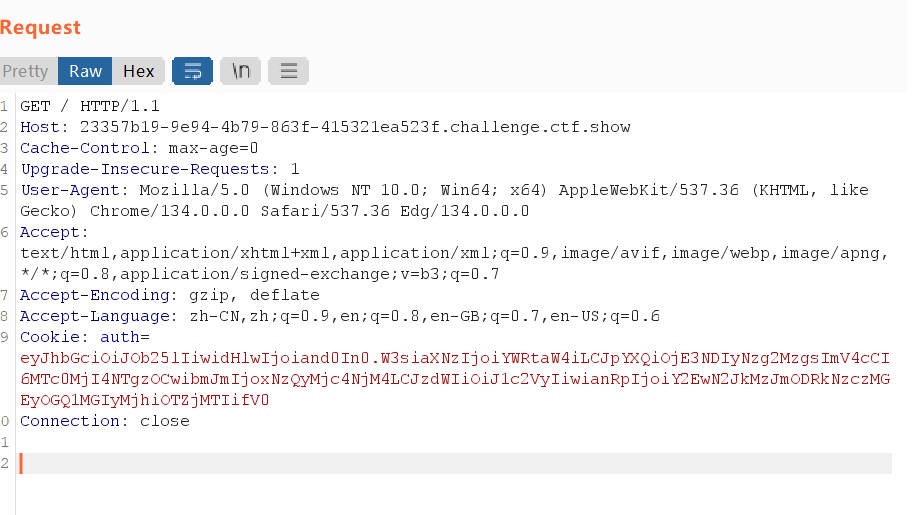 Request
Pretty Raw Hex \n
1 GET / HTTP/1.1
2 Host: 23357b19-9e94-4b79-863f-415321ea523f.challenge.ctf.show
3 Cache-Control: max-age=0
4 Upgrade-Insecure-Requests: 1
5 User-Agent: Mozilla/5.0 (Windows NT 10.0; Win64; x64) AppleWebKit/537.36 (KHTML, like
Gecko) Chrome/134.0.0.0 Safari/537.36 Edg/134.0.0.0
6 Accept:
text/html,application/xhtml+xml,application/xml;q=0.9,image/avif,image/webp,image/apng,
*/*;q=0.8,application/signed-exchange;v=b3;q=0.7
7 Accept-Encoding: gzip, deflate
8 Accept-Language: zh-CN,zh;q=0.9,en;q=0.8,en-GB;q=0.7,en-US;q=0.6
9 Cookie: auth=
eyJhbGciOiJOb25lIiwidHlwIjoiand0In0.W3siaXNzIjoiYWRtaW4iLCJpYXQiOjE3NDIyNzg2MzgsImV4cCI
6MTc0MjI4NTgzOCwibmJmIjoxNzQyMjc4NjM4LCJzdWIiOiJ1c2VyIiwianRpIjoiY2EwN2JkMzJmODRkNzczMG
EyOGQ1MGIyMjhiOTZjMTIifV0
0 Connection: close
1
2